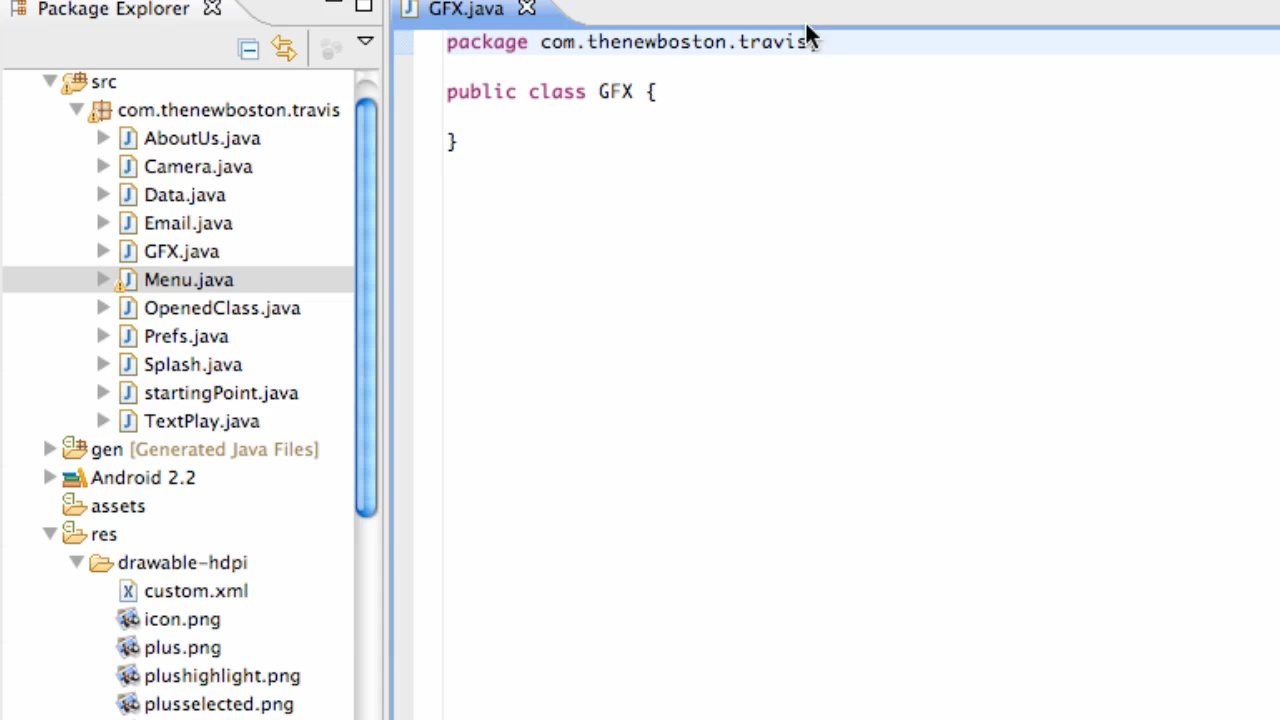 Package Explorer
src
com.thenewboston.travis
AboutUs.java
Camera.java
Data.java
Email.java
GFX.java
Menu.java
OpenedClass.java
Prefs.java
Splash.java
startingPoint.java
TextPlay.java
gen [Generated Java Files]
Android 2.2
assets
res
drawable-hdpi
custom.xml
icon.png
plus.png
plushighlight.png
plusselected.png
GFX.java
package com.thenewboston.travis;
public class GFX {
}